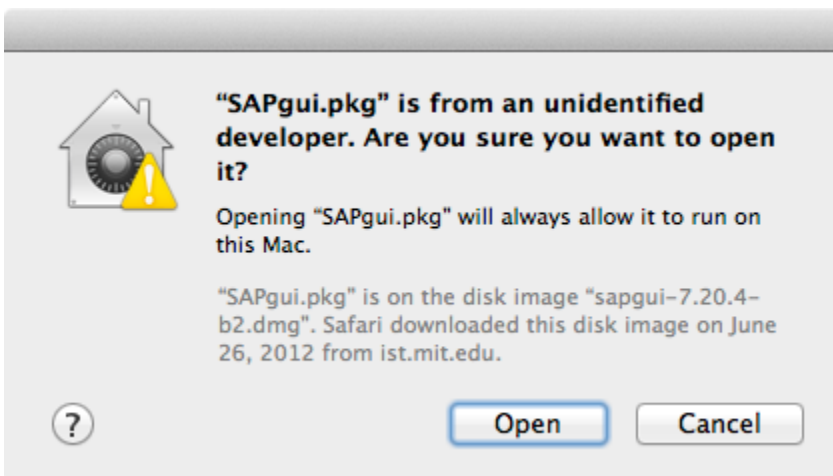 “SAPgui.pkg” is from an unidentified
developer. Are you sure you want to open
it?
Opening “SAPgui.pkg” will always allow it to run on
this Mac.
“SAPgui.pkg” is on the disk image “sapgui-7.20.4-
b2.dmg”. Safari downloaded this disk image on June
26, 2012 from ist.mit.edu.
? Open Cancel